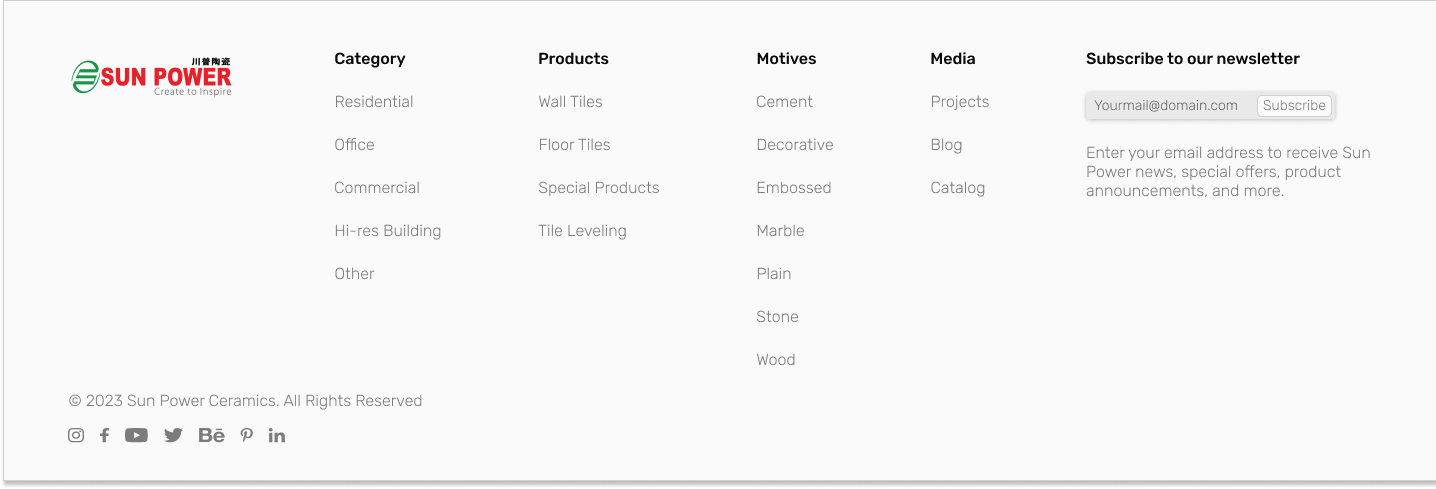 川普陶瓷
SUN POWER
Create to Inspire
Category
Residential
Office
Commercial
Hi-res Building
Other
Products
Wall Tiles
Floor Tiles
Special Products
Tile Leveling
Motives
Cement
Decorative
Embossed
Marble
Plain
Stone
Wood
Media
Projects
Blog
Catalog
Subscribe to our newsletter
Yourmail@domain.com Subscribe
Enter your email address to receive Sun
Power news, special offers, product
announcements, and more.
© 2023 Sun Power Ceramics. All Rights Reserved
Bē
in